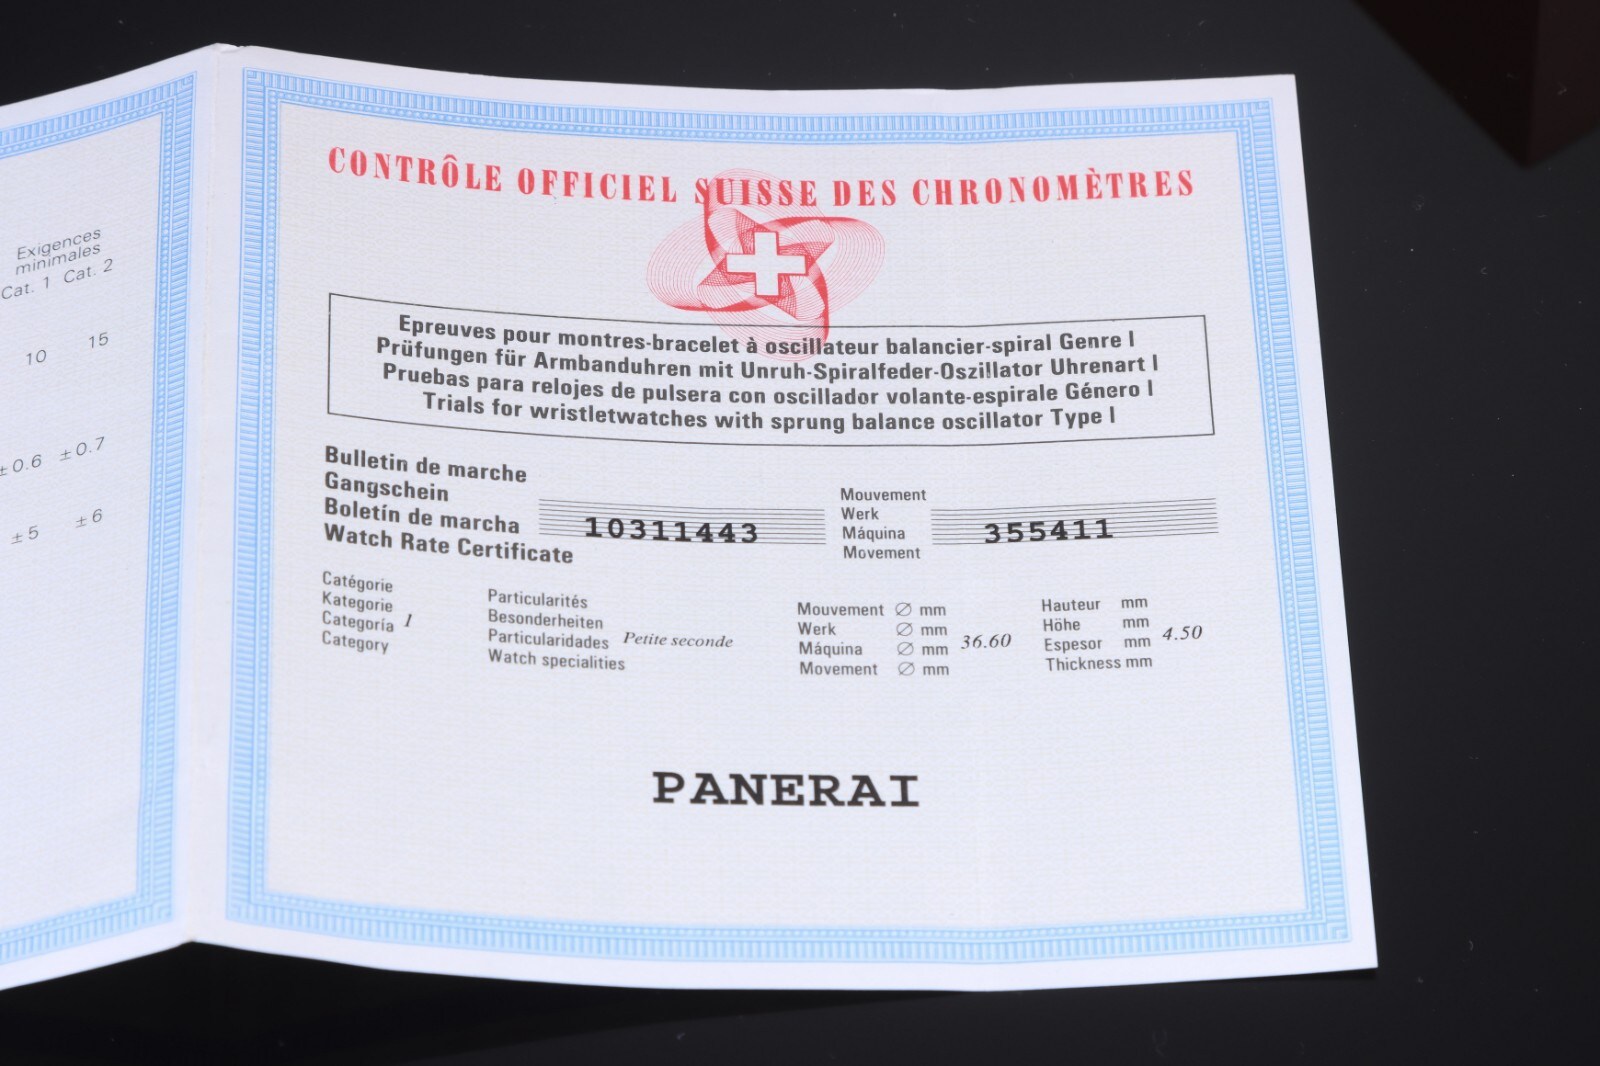 Exigences
minimales
Cat. 1 Cat. 2
10 15
±0.6 ±0.7
±5 ±6
CONTRÔLE OFFICIEL SUISSE DES CHRONOMÈTRES
Epreuves pour montres-bracelet à oscillateur balancier-spiral Genre I
Prüfungen für Armbanduhren mit Unruh-Spiralfeder-Oszillator Uhrenart I
Pruebas para relojes de pulsera con oscillador volante-espirale Género I
Trials for wristletwatches with sprung balance oscillator Type I
Bulletin de marche
Gangschein
Boletín de marcha
Watch Rate Certificate
10311443
Mouvement
Werk
Máquina
Movement
355411
Catégorie
Kategorie
Categoría 1
Category
Particularités
Besonderheiten
Particularidades Petite seconde
Watch specialities
Mouvement ∅ mm
Werk ∅ mm
Máquina ∅ mm 36.60
Movement ∅ mm
Hauteur mm
Höhe mm
Espesor mm 4.50
Thickness mm
PANERAI